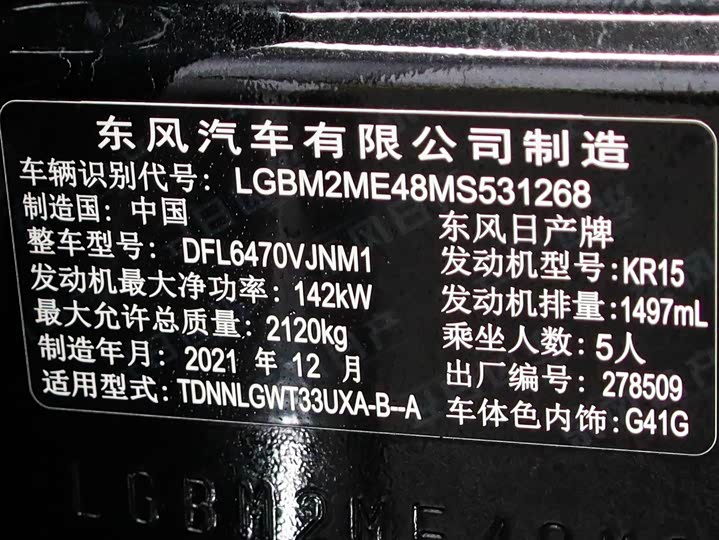 东风汽车有限公司制造
车辆识别代号: LGBM2ME48MS531268
制造国: 中国 东风日产牌
整车型号: DFL6470VJNM1 发动机型号:KR15
发动机最大净功率: 142kW 发动机排量:1497mL
最大允许总质量: 2120kg 乘坐人数: 5人
制造年月: 2021 年 12 月 出厂编号: 278509
适用型式: TDNNLGWT33UXA-B--A 车体色内饰:G41G
LGBM2ME48M